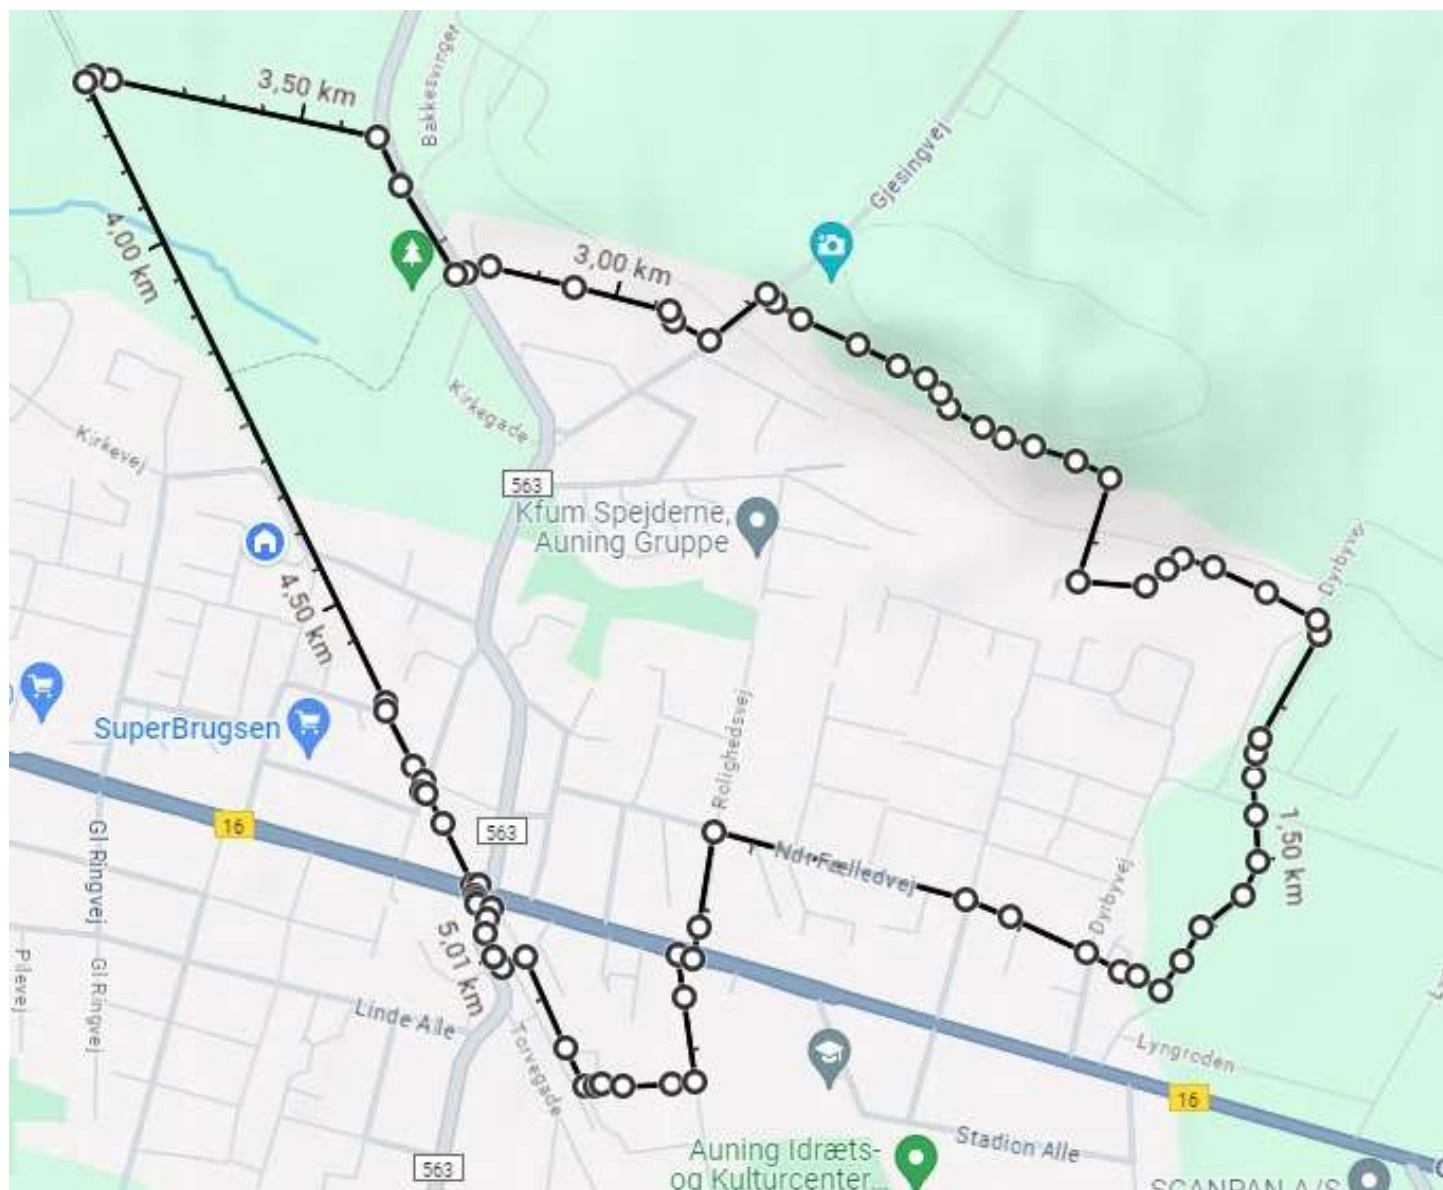 3,50 km
Bakkesvinget
Gjesingvej
4,00 km
3,00 km
Kirkegade
Kirkevej
563
Kfum Spejderne,
Auning Gruppe
Dyrbyvej
4,50 km
SuperBrugsen
Rolighedsvej
16
563
Gl Ringvej
Ndr Fælledvej
1,50 km
Dyrbyvej
5,01 km
Pilevej
Gl Ringvej
Linde Alle
Torvegade
Lyngroden
16
Stadion Alle
Auning Idræts-
og Kulturcenter...
563
SCANPAN A/S